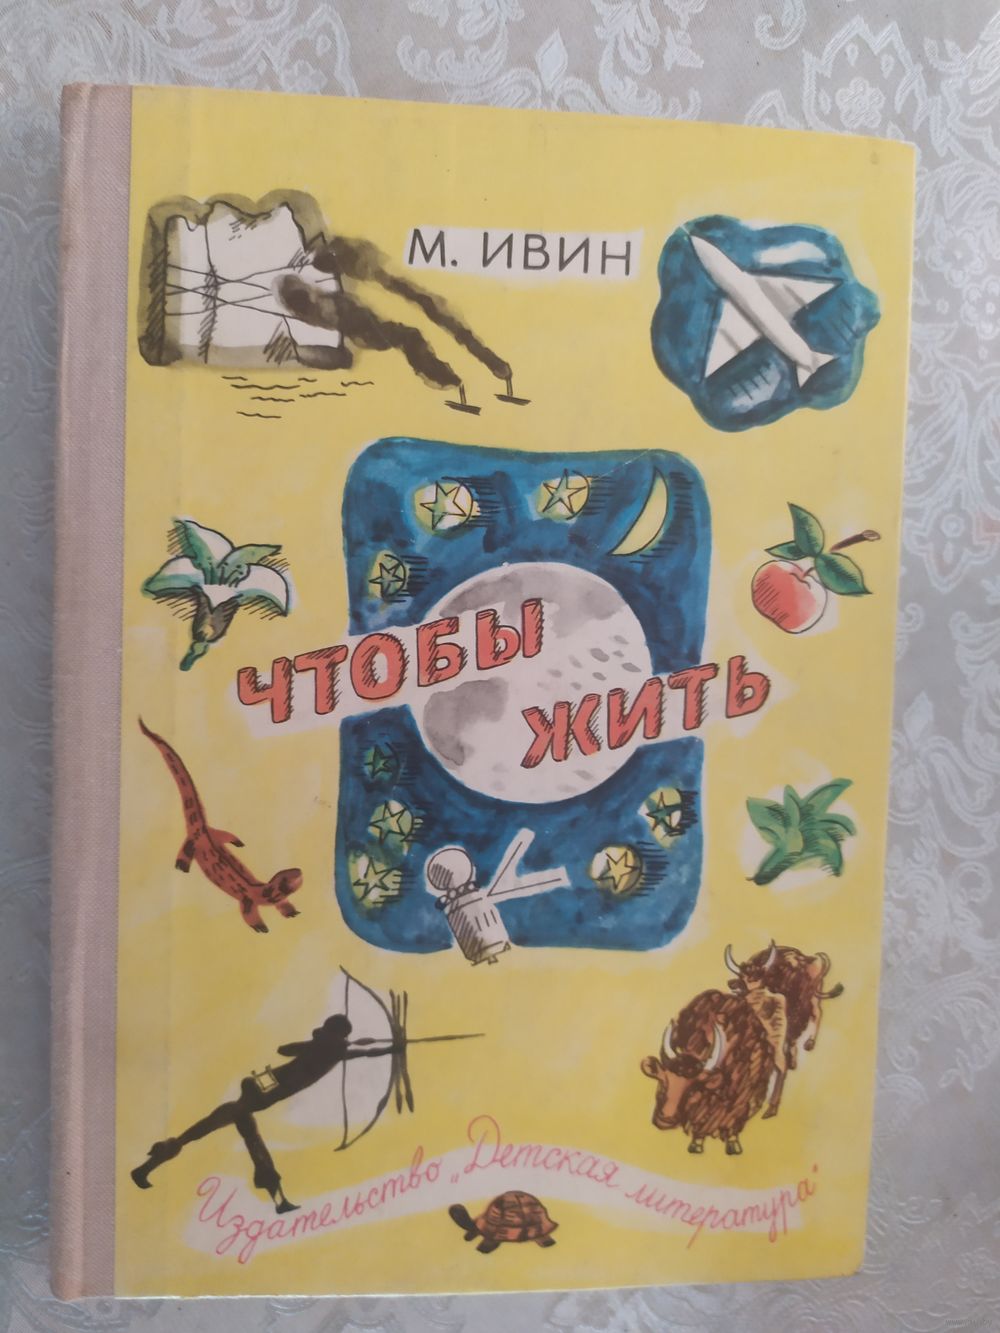 М. ИВИН
ЧТОБЫ
ЖИТЬ
Издательство „Детская литература“